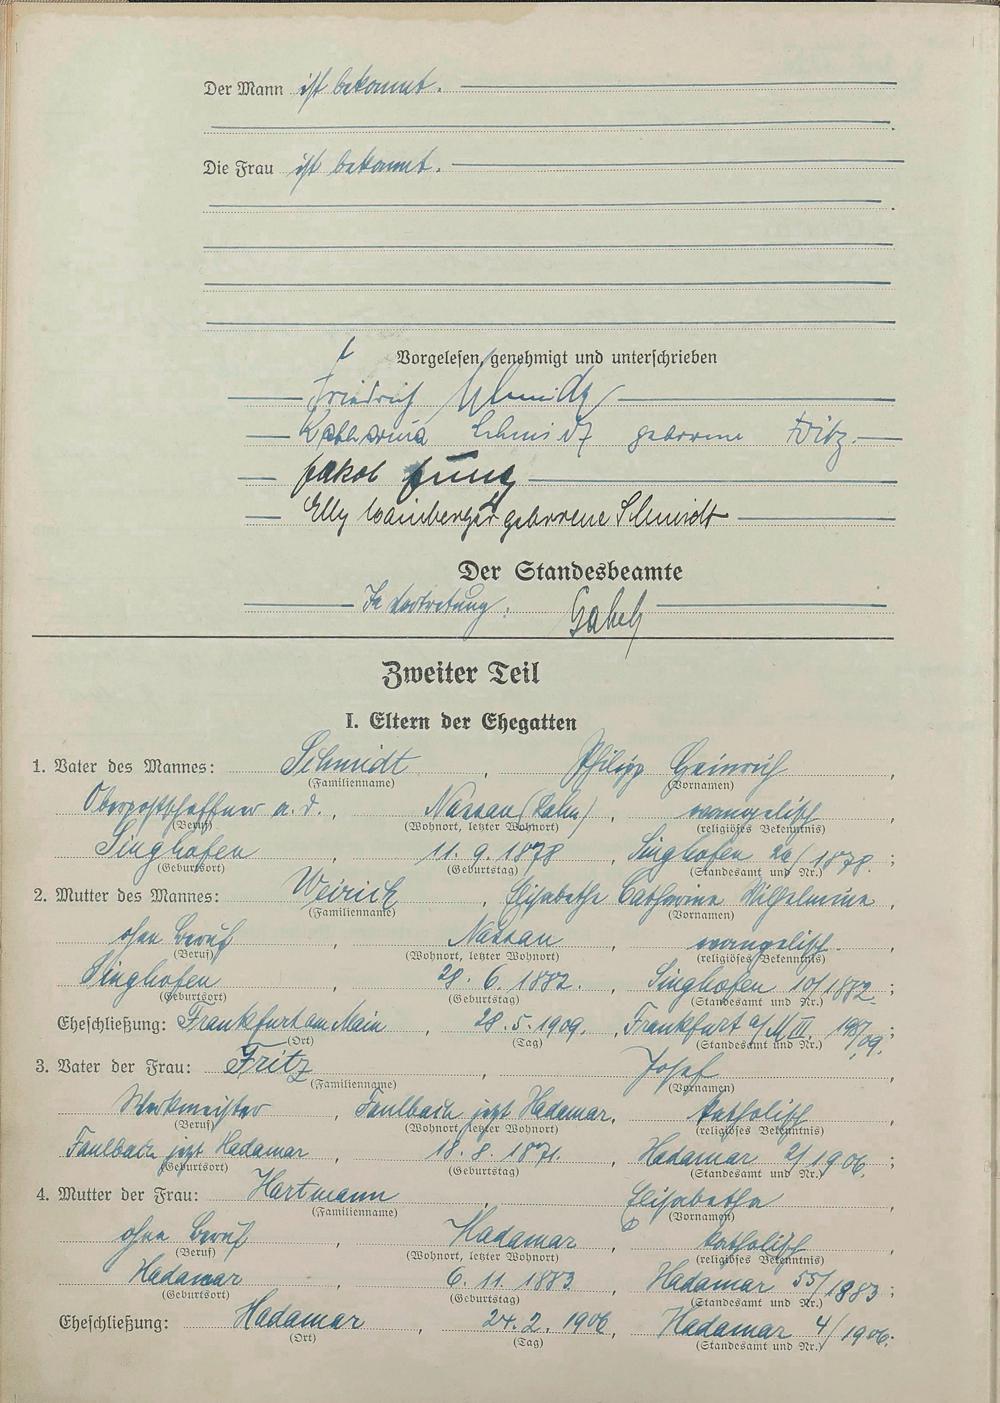 Der Mann ist bekannt.
Die Frau ist bekannt.
Vorgelesen, genehmigt und unterschrieben
Friedrich Schmidt
Katharina Schmidt geborene Fritz.
Jakob Jung
Elly Wainberger geborene Schmidt
Der Standesbeamte
In Vertretung: Gabel
Zweiter Teil
I. Eltern der Ehegatten
1. Vater des Mannes: Schmidt, Philipp Heinrich,
(Familienname) (Vornamen)
Oberpostschaffner a. d., Nassau (Lahn), evangelisch
(Beruf) (Wohnort, letzter Wohnort) (religiöses Bekenntnis)
Singhofen, 11. 9. 1878, Singhofen 20/1878.;
(Geburtsort) (Geburtstag) (Standesamt und Nr.)
2. Mutter des Mannes: Weirich, Elisabethe Catharine Wilhelmine,
(Familienname) (Vornamen)
ohne Beruf, Nassau, evangelisch.,
(Beruf) (Wohnort, letzter Wohnort) (religiöses Bekenntnis)
Singhofen, 28. 6. 1882., Singhofen 10/1882.;
(Geburtsort) (Geburtstag) (Standesamt und Nr.)
Eheschließung: Frankfurt am Main, 28. 5. 1909., Frankfurt a/M III, 1987/09.;
(Ort) (Tag) (Standesamt und Nr.)
3. Vater der Frau: Fritz, Josef,
(Familienname) (Vornamen)
Werkmeister, Faulbach jetzt Hadamar, katholisch,
(Beruf) (Wohnort, letzter Wohnort) (religiöses Bekenntnis)
Faulbach jetzt Hadamar, 18. 8. 1871., Hadamar 2/1906;
(Geburtsort) (Geburtstag) (Standesamt und Nr.)
4. Mutter der Frau: Hartmann, Elisabetha,
(Familienname) (Vornamen)
ohne Beruf, Hadamar, katholisch,
(Beruf) (Wohnort, letzter Wohnort) (religiöses Bekenntnis)
Hadamar, 6. 11. 1883, Hadamar 55/1883;
(Geburtsort) (Geburtstag) (Standesamt und Nr.)
Eheschließung: Hadamar, 24. 2. 1906, Hadamar 4/1906.
(Ort) (Tag) (Standesamt und Nr.)